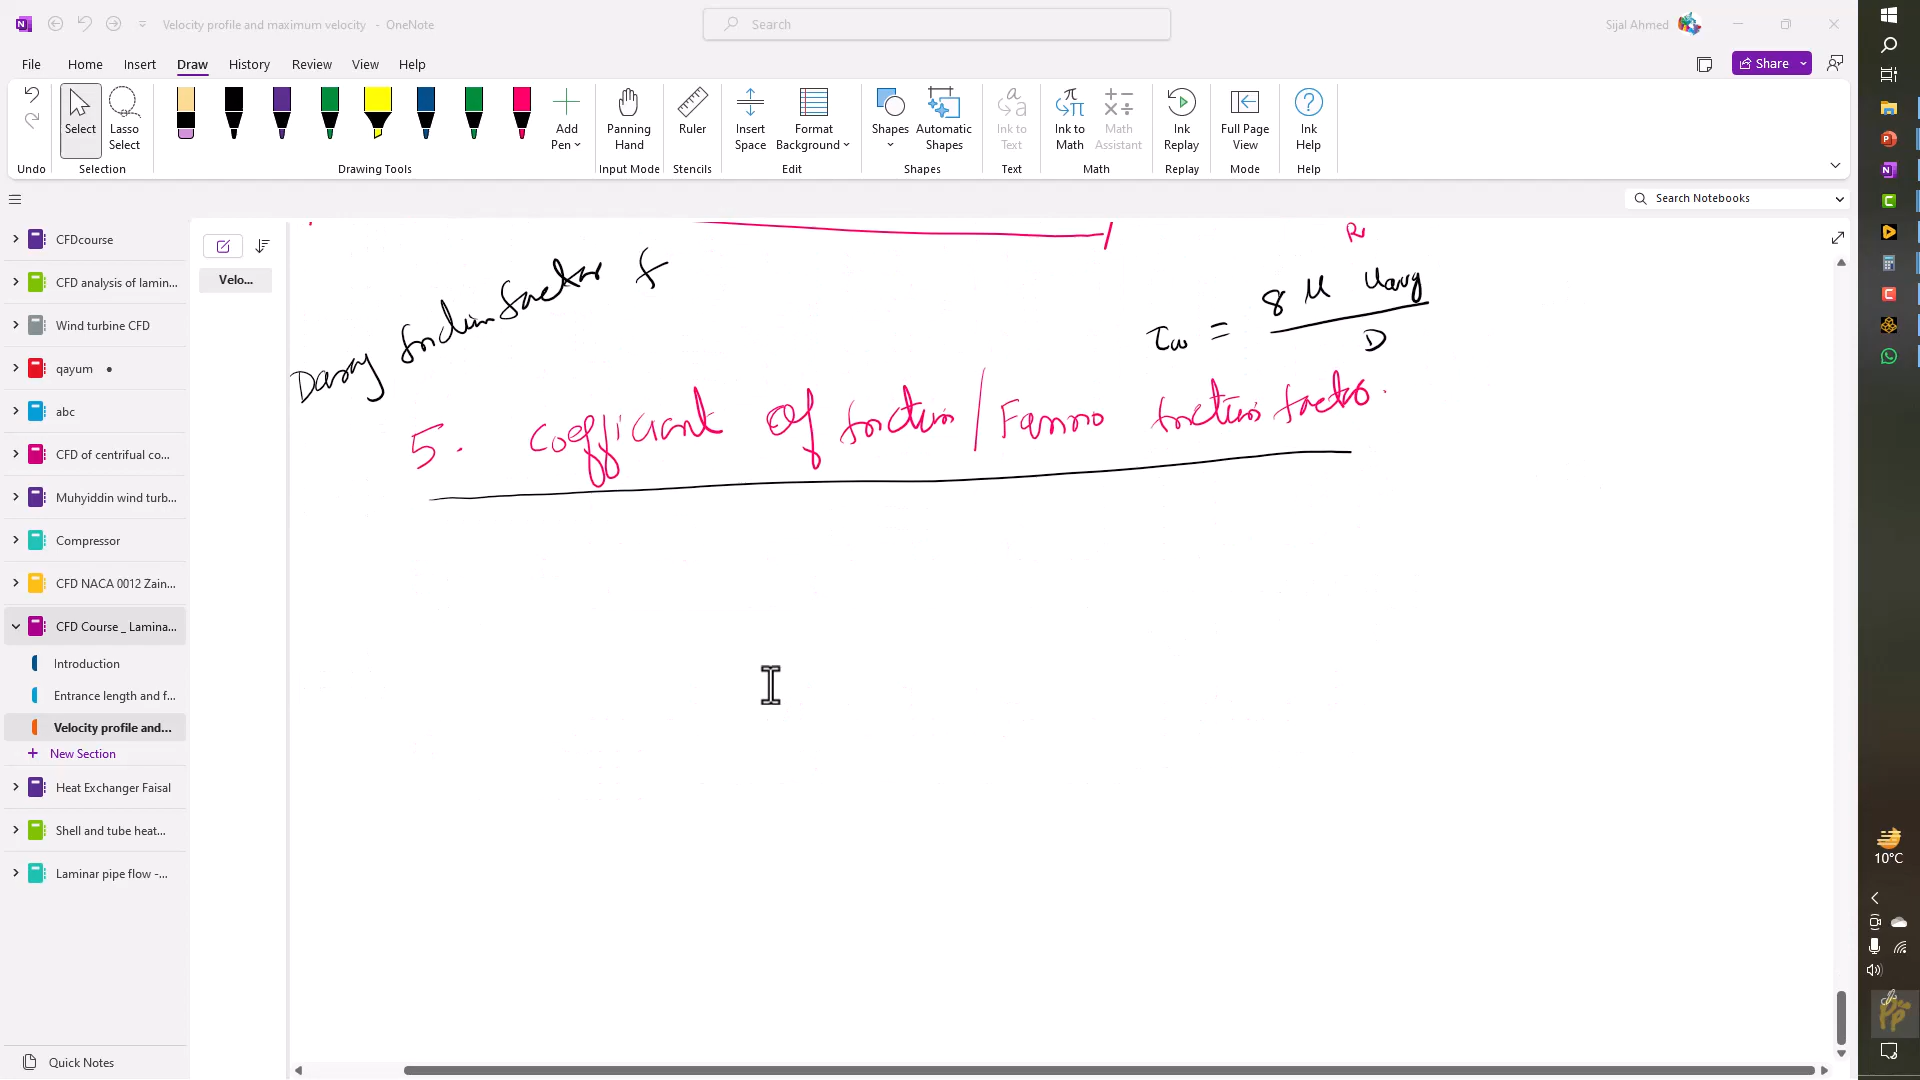 Velocity profile and maximum velocity - OneNote
Search
Sijal Ahmed
File Home Insert Draw History Review View Help
Share
Select
Lasso Select
Add Pen
Panning Hand
Ruler
Insert Space
Format Background
Shapes
Automatic Shapes
Ink to Text
Ink to Math
Math Assistant
Ink Replay
Full Page View
Ink Help
Undo Selection Drawing Tools Input Mode Stencils Edit Shapes Text Math Replay Mode Help
Search Notebooks
CFDcourse
CFD analysis of lamin...
Wind turbine CFD
qayum
abc
CFD of centrifual co...
Muhyiddin wind turb...
Compressor
CFD NACA 0012 Zain...
CFD Course _ Lamina...
Introduction
Entrance length and f...
Velocity profile and...
New Section
Heat Exchanger Faisal
Shell and tube heat...
Laminar pipe flow -...
Quick Notes
Velo...
R
Darcy friction factor f
τw = 8 μ Uavg / D
5. Coefficient of friction / Fanno friction factor.
10°C